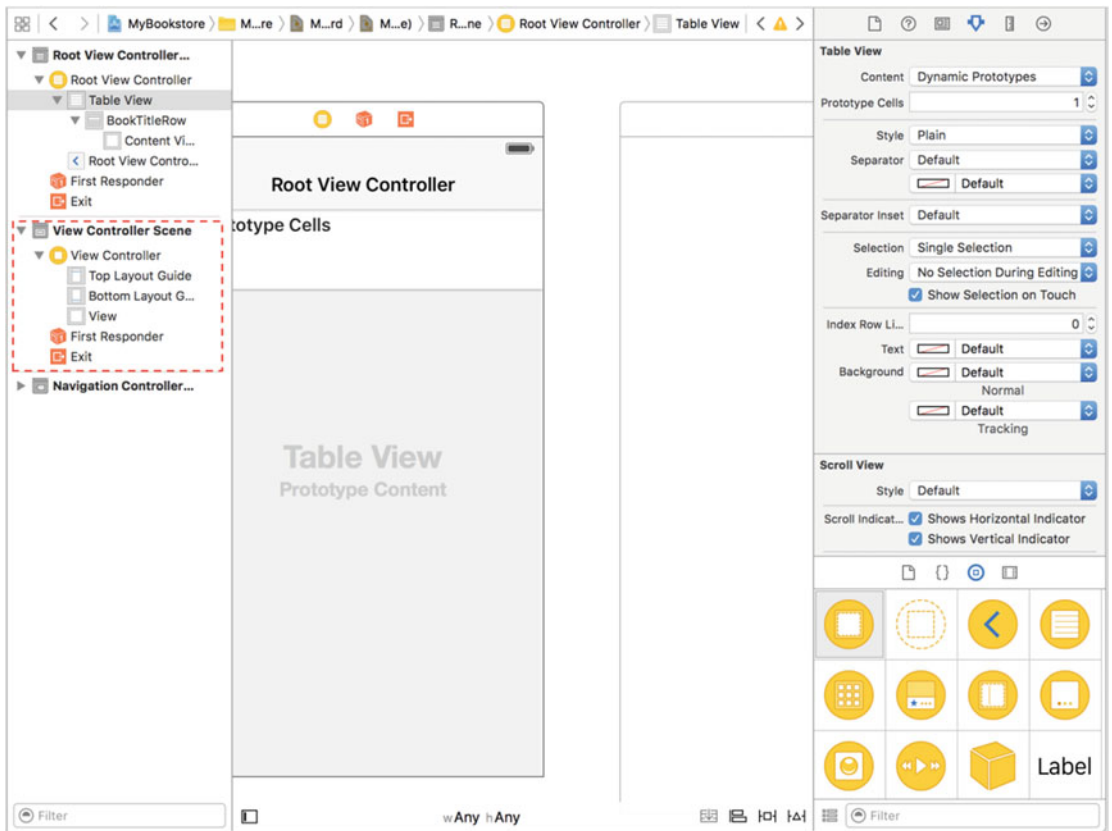 MyBookstore M...re M...rd M...e) R...ne Root View Controller Table View
Root View Controller...
Root View Controller
Table View
BookTitleRow
Content Vi...
Root View Contro...
First Responder
Exit
View Controller Scene
View Controller
Top Layout Guide
Bottom Layout G...
View
First Responder
Exit
Navigation Controller...
Filter
Root View Controller
totype Cells
Table View
Prototype Content
wAny hAny
Table View
Content Dynamic Prototypes
Prototype Cells 1
Style Plain
Separator Default
Default
Separator Inset Default
Selection Single Selection
Editing No Selection During Editing
Show Selection on Touch
Index Row Li... 0
Text Default
Background Default
Normal
Default
Tracking
Scroll View
Style Default
Scroll Indicat... Shows Horizontal Indicator
Shows Vertical Indicator
{}
Label
Filter